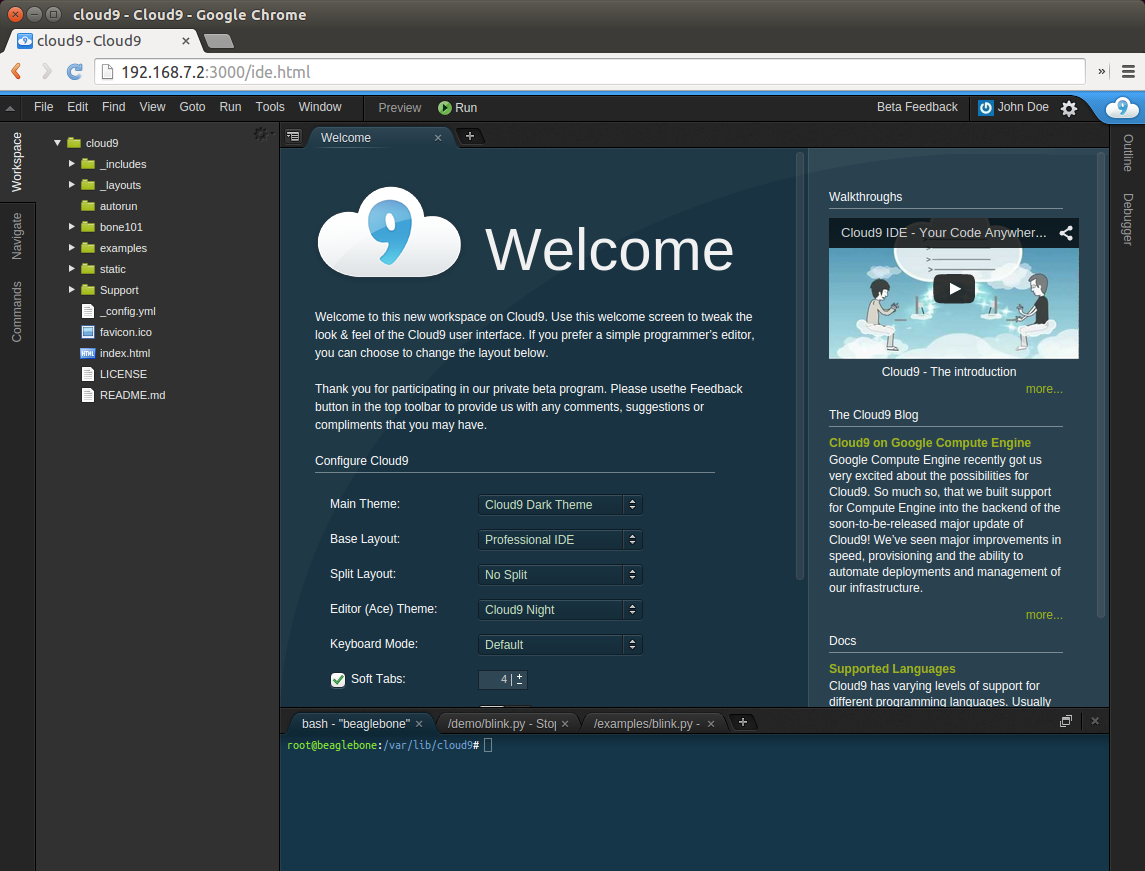 cloud9 - Cloud9 - Google Chrome
cloud9 - Cloud9
192.168.7.2:3000/ide.html
»
File Edit Find View Goto Run Tools Window Preview Run Beta Feedback John Doe
9
Workspace
Navigate
Commands
cloud9
_includes
_layouts
autorun
bone101
examples
static
Support
_config.yml
favicon.ico
HTML index.html
LICENSE
README.md
Welcome
9 Welcome
Welcome to this new workspace on Cloud9. Use this welcome screen to tweak the
look & feel of the Cloud9 user interface. If you prefer a simple programmer's editor,
you can choose to change the layout below.
Thank you for participating in our private beta program. Please usethe Feedback
button in the top toolbar to provide us with any comments, suggestions or
compliments that you may have.
Configure Cloud9
Main Theme: Cloud9 Dark Theme
Base Layout: Professional IDE
Split Layout: No Split
Editor (Ace) Theme: Cloud9 Night
Keyboard Mode: Default
Soft Tabs: 4
Walkthroughs
Cloud9 IDE - Your Code Anywher...
Cloud9 - The introduction
more...
The Cloud9 Blog
Cloud9 on Google Compute Engine
Google Compute Engine recently got us
very excited about the possibilities for
Cloud9. So much so, that we built support
for Compute Engine into the backend of the
soon-to-be-released major update of
Cloud9! We've seen major improvements in
speed, provisioning and the ability to
automate deployments and management of
our infrastructure.
more...
Docs
Supported Languages
Cloud9 has varying levels of support for
different programming languages. Usually
Outline
Debugger
bash - "beaglebone" /demo/blink.py - Stop /examples/blink.py -
root@beaglebone:/var/lib/cloud9#